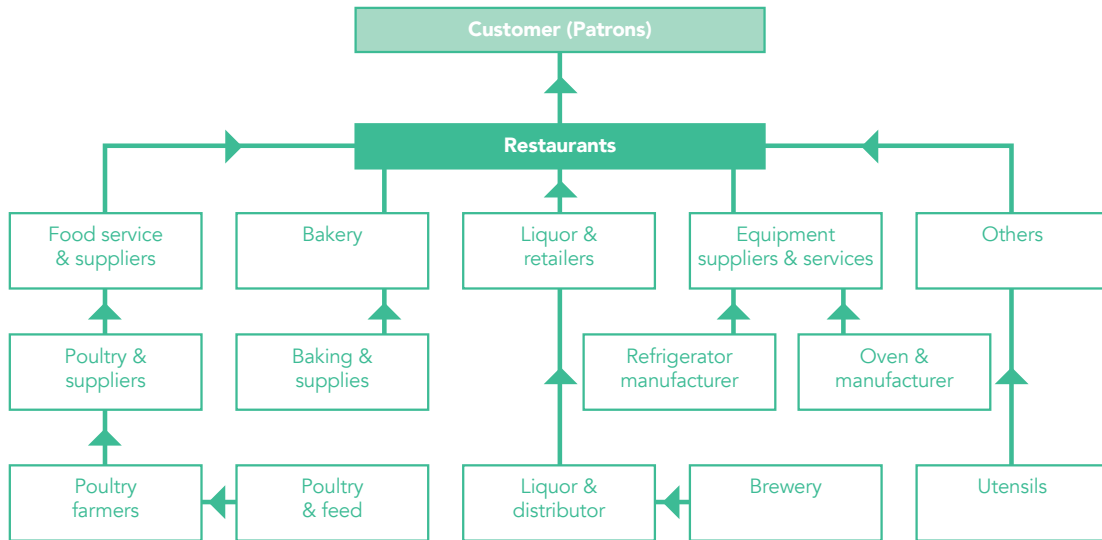 Customer (Patrons)
Restaurants
Food service
& suppliers
Bakery
Liquor &
retailers
Equipment
suppliers & services
Others
Poultry &
suppliers
Baking &
supplies
Refrigerator
manufacturer
Oven &
manufacturer
Poultry
farmers
Poultry
& feed
Liquor &
distributor
Brewery
Utensils